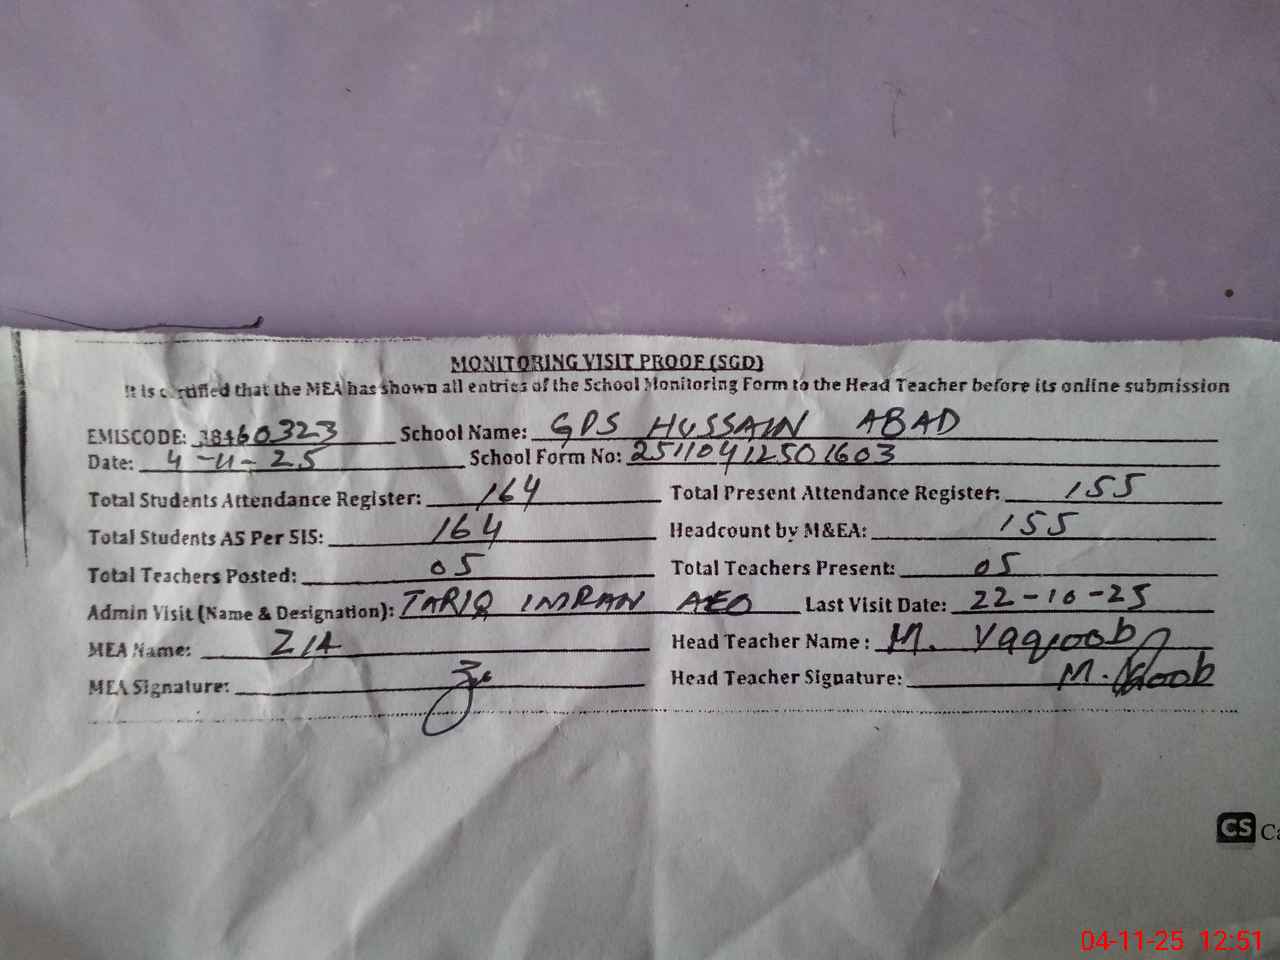 MONITORING VISIT PROOF (SGD)
It is certified that the MEA has shown all entries of the School Monitoring Form to the Head Teacher before its online submission
EMISCODE: 38460323 School Name: GPS HUSSAIN ABAD
Date: 4-11-25 School Form No: 251104112501603
Total Students Attendance Register: 164 Total Present Attendance Register: 155
Total Students AS Per SIS: 164 Headcount by M&EA: 155
Total Teachers Posted: 05 Total Teachers Present: 05
Admin Visit (Name & Designation): TARIQ IMRAN AEO Last Visit Date: 22-10-25
MEA Name: ZIA Head Teacher Name: M. Yaqoob
MEA Signature: Head Teacher Signature: M. Yaqoob
CS
04-11-25 12:51